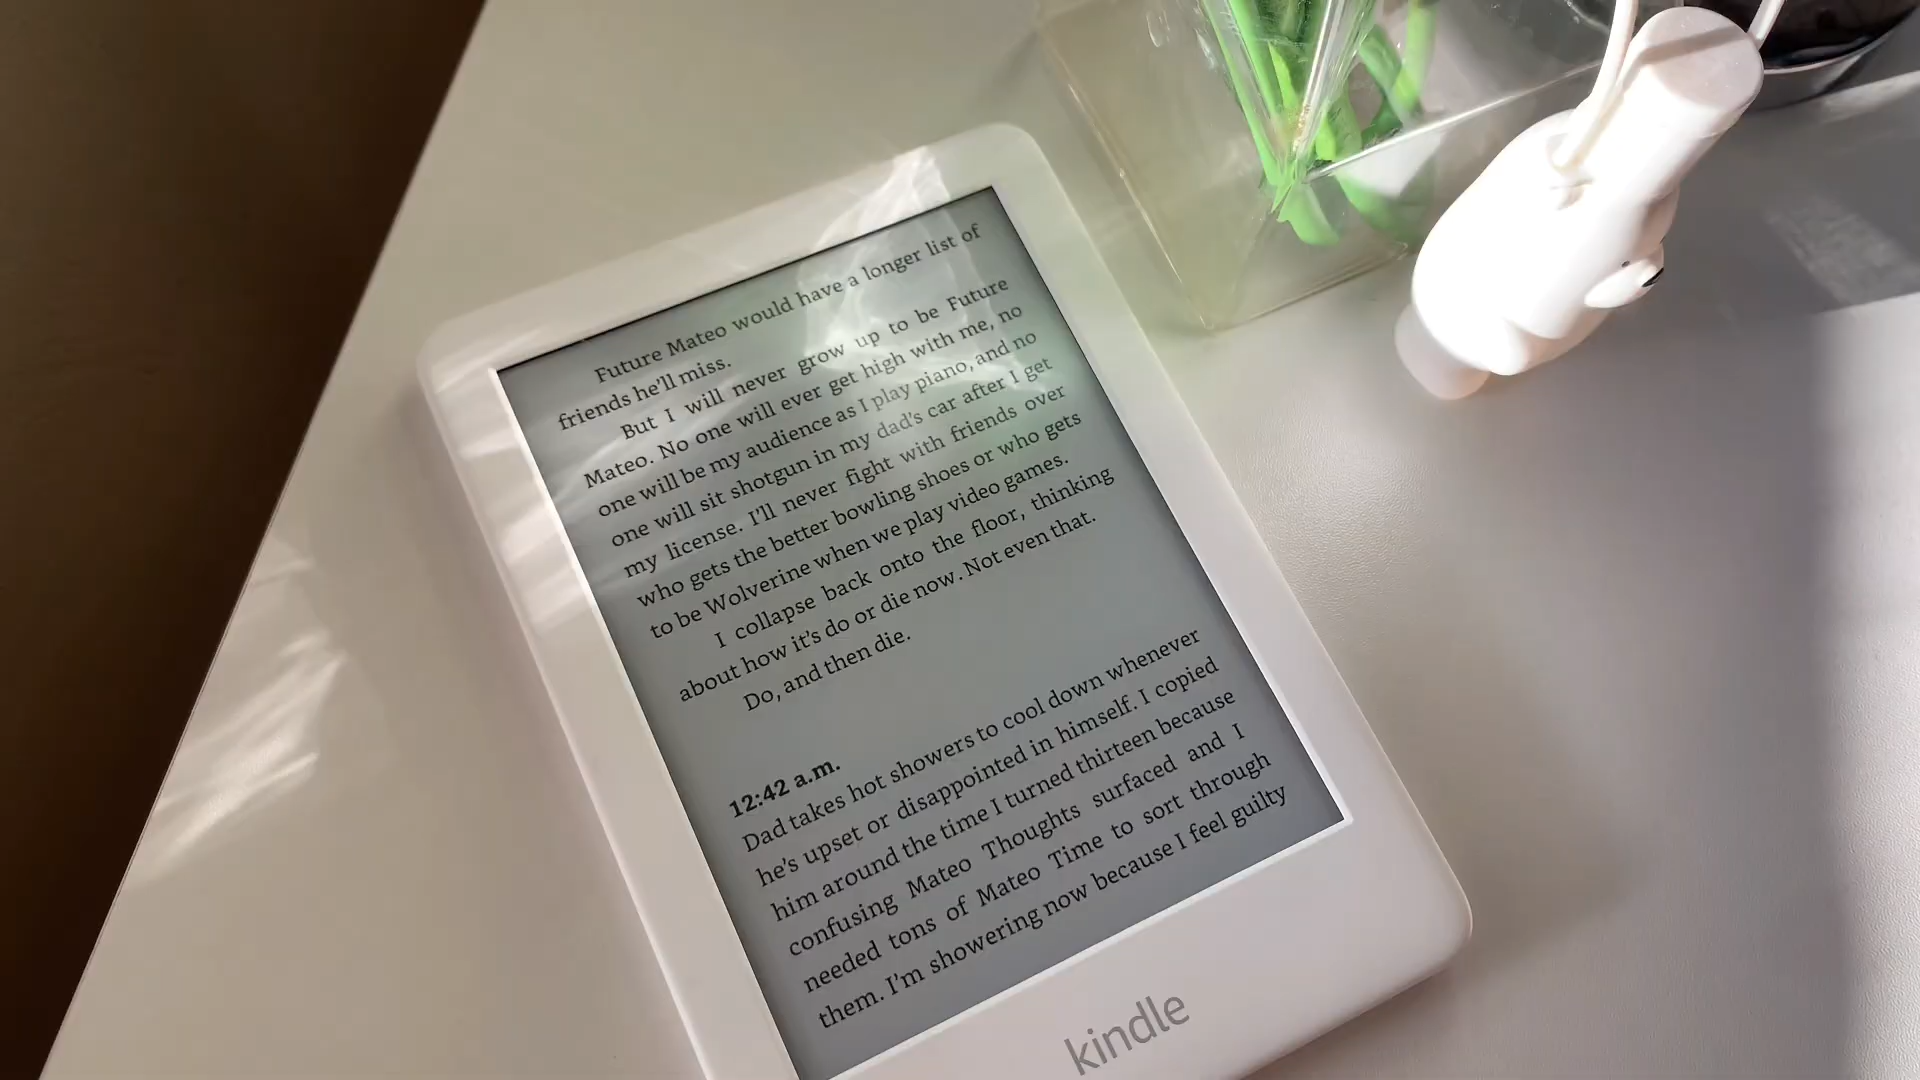 Future Mateo would have a longer list of
friends he'll miss.
But I will never grow up to be Future
Mateo. No one will ever get high with me, no
one will be my audience as I play piano, and no
one will sit shotgun in my dad's car after I get
my license. I'll never fight with friends over
who gets the better bowling shoes or who gets
to be Wolverine when we play video games.
I collapse back onto the floor, thinking
about how it's do or die now. Not even that.
Do, and then die.
12:42 a.m.
Dad takes hot showers to cool down whenever
he's upset or disappointed in himself. I copied
him around the time I turned thirteen because
confusing Mateo Thoughts surfaced and I
needed tons of Mateo Time to sort through
them. I'm showering now because I feel guilty
kindle